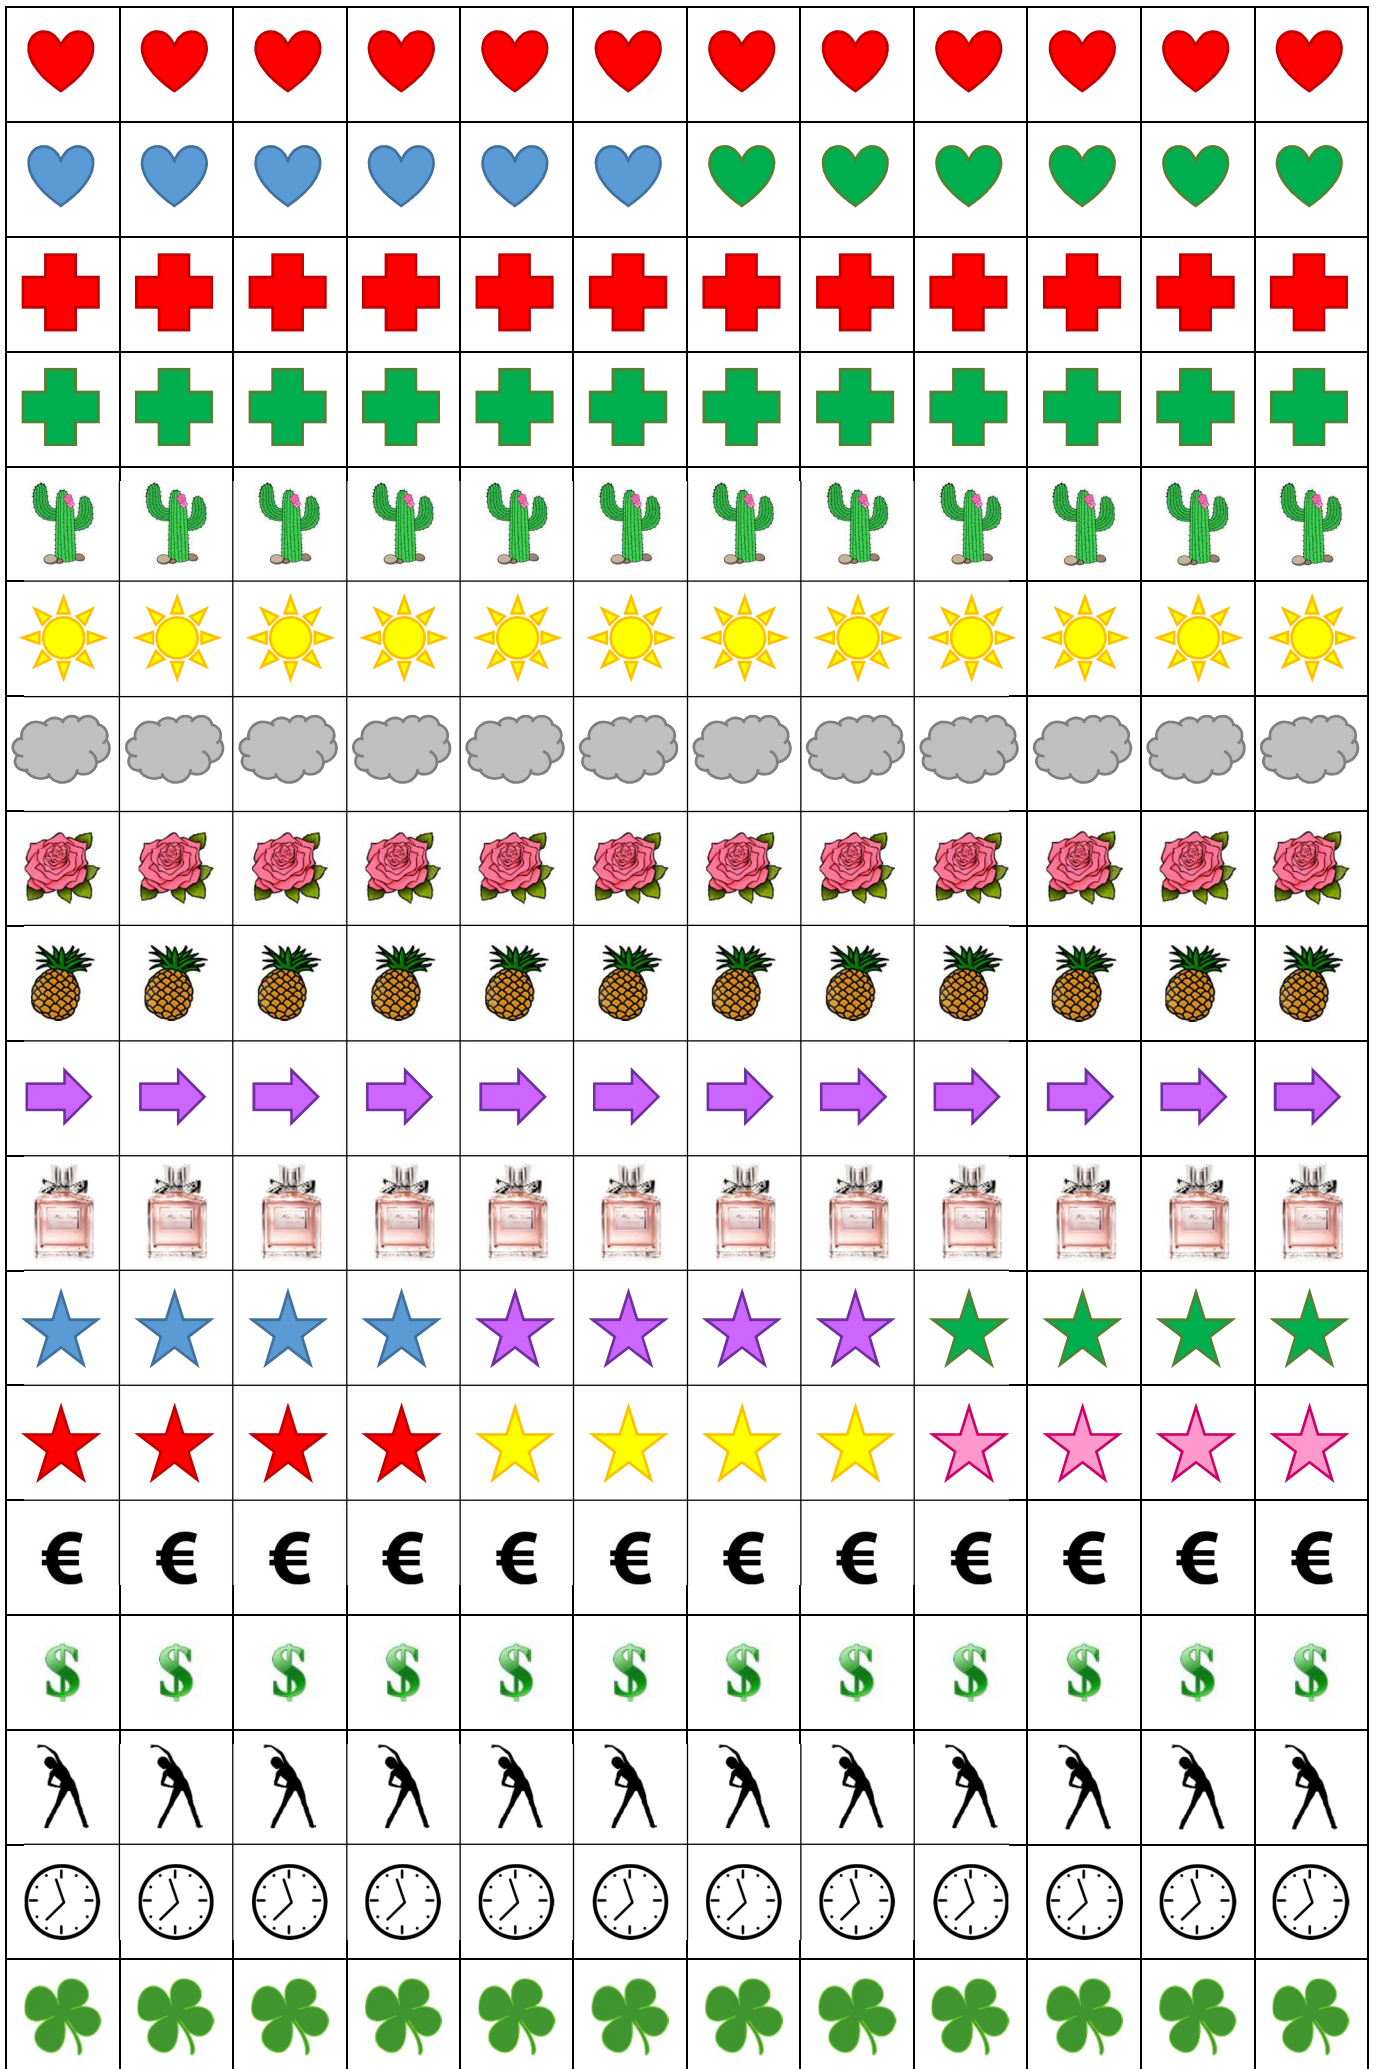 € € € € € € € € € € € €
$ $ $ $ $ $ $ $ $ $ $ $